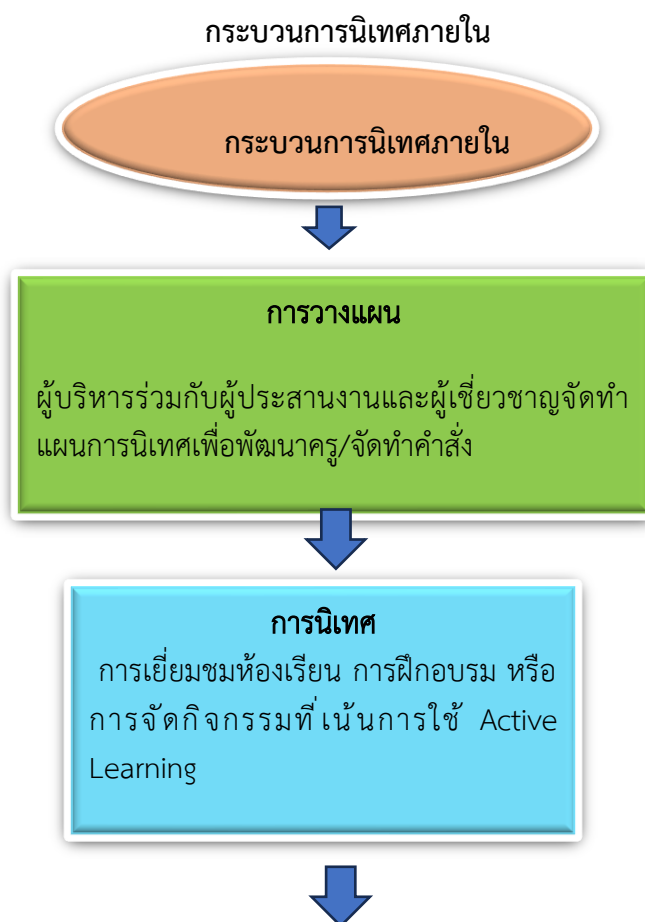 กระบวนการนิเทศภายใน
กระบวนการนิเทศภายใน
การวางแผน
ผู้บริหารร่วมกับผู้ประสานงานและผู้เชี่ยวชาญจัดทำ
แผนการนิเทศเพื่อพัฒนาครู/จัดทำคำสั่ง
การนิเทศ
การเยี่ยมชมห้องเรียน การฝึกอบรม หรือ
การจัดกิจกรรมที่เน้นการใช้ Active
Learning